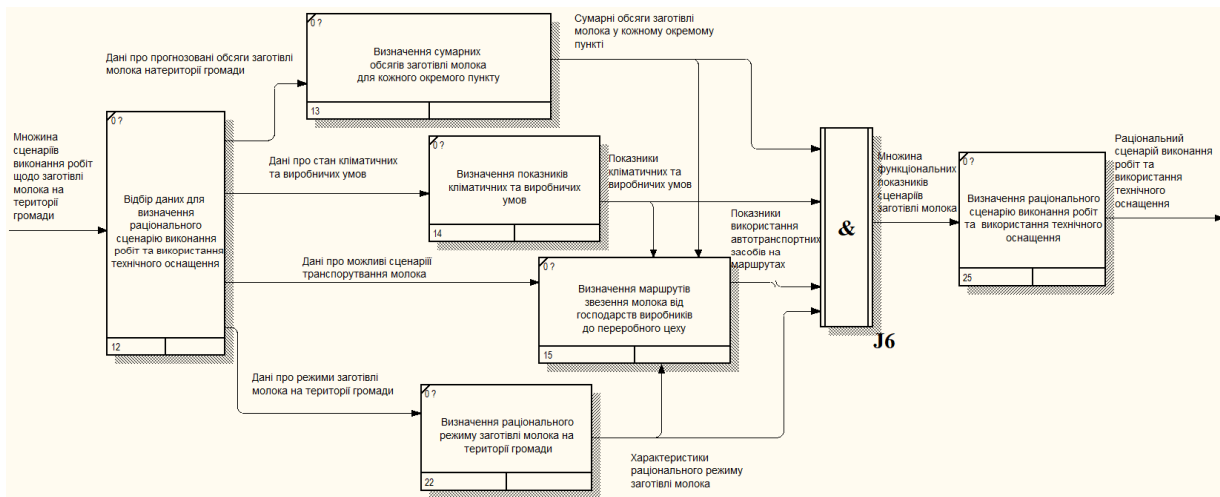 0 ?
Визначення сумарних
обсягів заготівлі молока
для кожного окремого пункту
13
Сумарні обсяги заготівлі
молока у кожному окремому
пункті
Дані про прогнозовані обсяги заготівлі
молока натериторії громади
0 ?
Відбір даних для
визначення
раціонального
сценарію виконання
робіт та використання
технічного оснащення
12
Множина
сценаріїв
виконання робіт
щодо заготівлі
молока на
території
громади
Дані про стан кліматичних
та виробничих умов
0 ?
Визначення показників
кліматичних та виробничих
умов
14
Показники
кліматичних та
виробничих умов
Дані про можливі сценаріїї
транспорутвання молока
0 ?
Визначення маршрутів
звезення молока від
господарств виробників
до переробного цеху
15
Показники
використання
автотранспортних
засобів на
маршрутах
&
J6
Множина
функціональних
показників
сценаріїв
заготівлі молока
0 ?
Визначення раціонального
сценарію виконання робіт
та використання технічного
оснащення
25
Раціональний
сценарій виконання
робіт та
використання
технічного
оснащення
Дані про режими заготівлі
молока на території громади
0 ?
Визначення раціонального
режиму заготівлі молока на
території громади
22
Характеристики
раціонального режиму
заготівлі молока